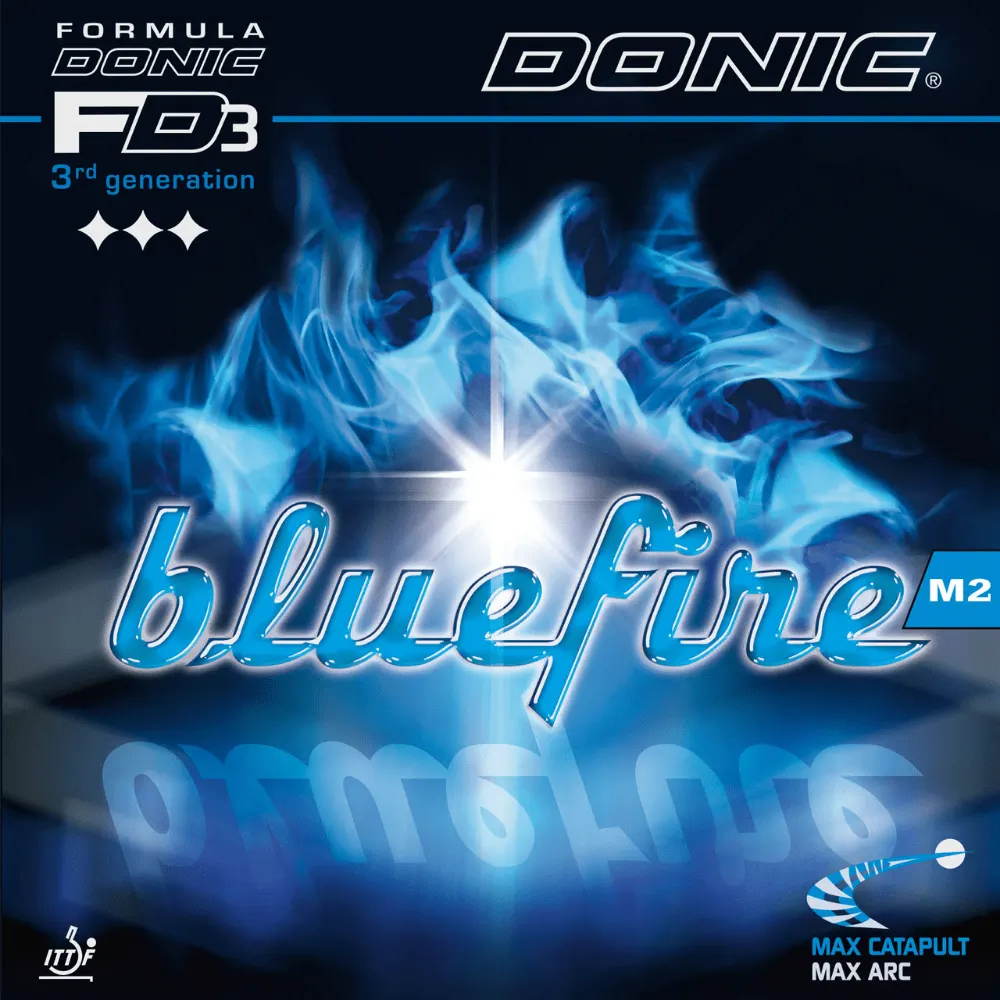 FORMULA
DONIC
DONIC®
FD3
3rd generation
bluefire
M2
MAX CATAPULT
MAX ARC
ITTF